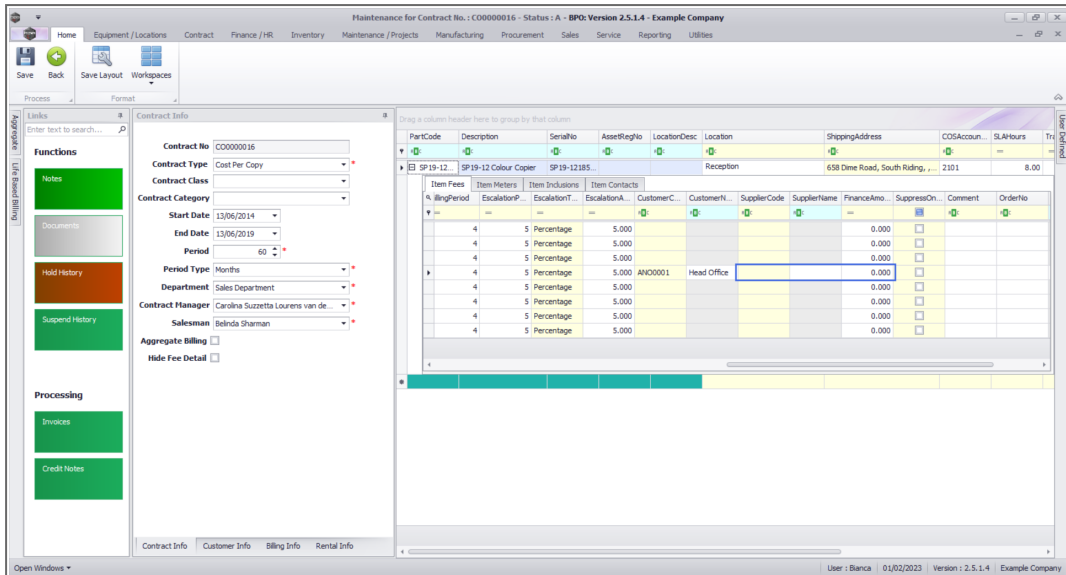 Maintenance for Contract No. : CO0000016 - Status : A - BPO: Version 2.5.1.4 - Example Company
Home Equipment / Locations Contract Finance / HR Inventory Maintenance / Projects Manufacturing Procurement Sales Service Reporting Utilities
Save Back Save Layout Workspaces
Process Format
Aggregate
Life Based Billing
Links
Enter text to search...
Functions
Notes
Documents
Hold History
Suspend History
Processing
Invoices
Credit Notes
Contract Info
Contract No CO0000016
Contract Type Cost Per Copy *
Contract Class
Contract Category
Start Date 13/06/2014
End Date 13/06/2019
Period 60 *
Period Type Months *
Department Sales Department *
Contract Manager Carolina Suzzetta Lourens van de... *
Salesman Belinda Sharman *
Aggregate Billing
Hide Fee Detail
Contract Info Customer Info Billing Info Rental Info
Drag a column header here to group by that column
User Defined
PartCode Description SerialNo AssetRegNo LocationDesc Location ShippingAddress COSAccoun... SLAHours Tra
SP19-12... SP19-12 Colour Copier SP19-12185... Reception 658 Dime Road, South Riding, ,... 2101 8.00
Item Fees Item Meters Item Inclusions Item Contacts
illingPeriod EscalationP... EscalationT... EscalationA... CustomerC... CustomerN... SupplierCode SupplierName FinanceAmo... SuppressOn... Comment OrderNo
4 5 Percentage 5.000 0.000
4 5 Percentage 5.000 0.000
4 5 Percentage 5.000 0.000
4 5 Percentage 5.000 ANO0001 Head Office 0.000
4 5 Percentage 5.000 0.000
4 5 Percentage 5.000 0.000
4 5 Percentage 5.000 0.000
4 5 Percentage 5.000 0.000
Open Windows User : Bianca 01/02/2023 Version : 2.5.1.4 Example Company